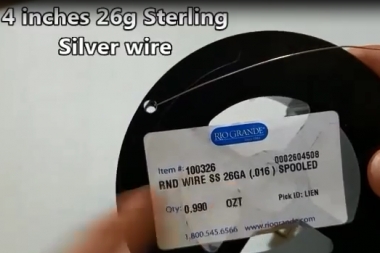 4 inches 26g Sterling
Silver wire
RIO GRANDE
Item #: 100326
0002604508
RND WIRE SS 26GA (.016) SPOOLED
Qty: 0.990 OZT Pick ID: LIEN
1.800.545.6566 www.riogrande.com